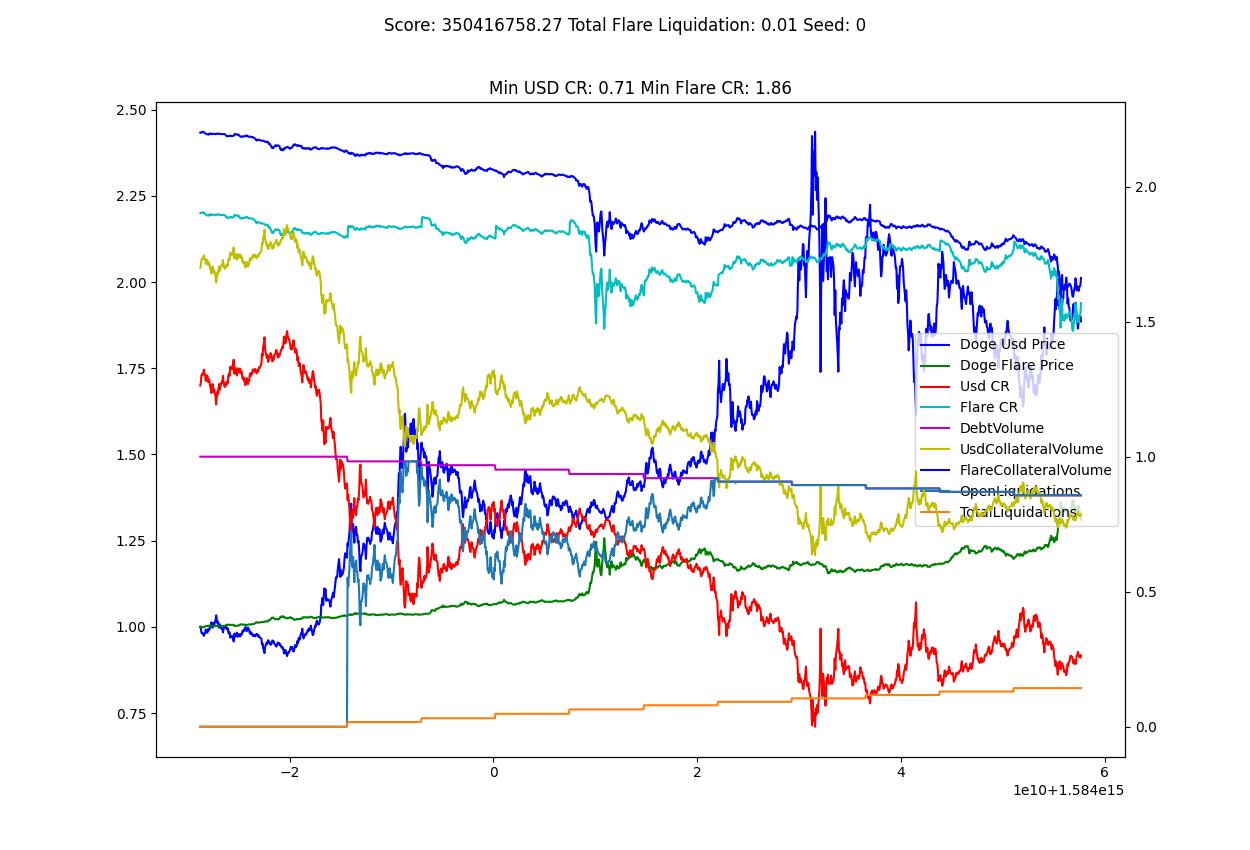 Score: 350416758.27 Total Flare Liquidation: 0.01 Seed: 0
Min USD CR: 0.71 Min Flare CR: 1.86
2.50
2.25
2.00
1.75
1.50
1.25
1.00
0.75
2.0
1.5
1.0
0.5
0.0
Doge Usd Price
Doge Flare Price
Usd CR
Flare CR
DebtVolume
UsdCollateralVolume
FlareCollateralVolume
OpenLiquidations
TotalLiquidations
−2
0
2
4
6
1e10+1.584e15